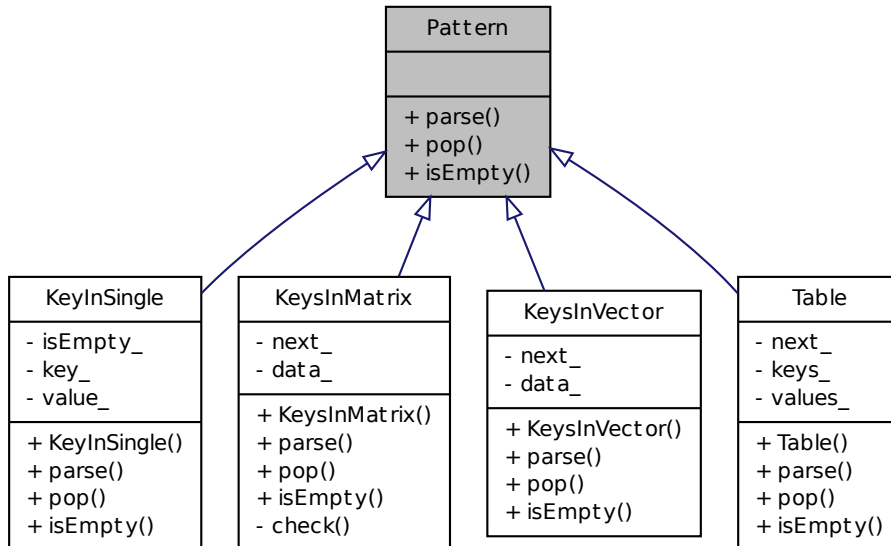 Pattern
+ parse()
+ pop()
+ isEmpty()
KeyInSingle
- isEmpty_
- key_
- value_
+ KeyInSingle()
+ parse()
+ pop()
+ isEmpty()
KeysInMatrix
- next_
- data_
+ KeysInMatrix()
+ parse()
+ pop()
+ isEmpty()
- check()
KeysInVector
- next_
- data_
+ KeysInVector()
+ parse()
+ pop()
+ isEmpty()
Table
- next_
- keys_
- values_
+ Table()
+ parse()
+ pop()
+ isEmpty()